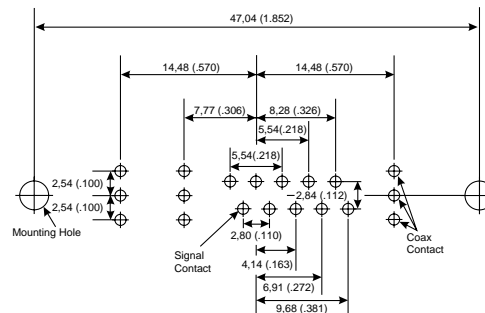 47,04 (1.852)
14,48 (.570)
14,48 (.570)
7,77 (.306)
8,28 (.326)
5,54(.218)
5,54(.218)
2,54 (.100)
2,84 (.112)
2,54 (.100)
Mounting Hole
Signal
Contact
2,80 (.110)
Coax
Contact
4,14 (.163)
6,91 (.272)
9,68 (.381)